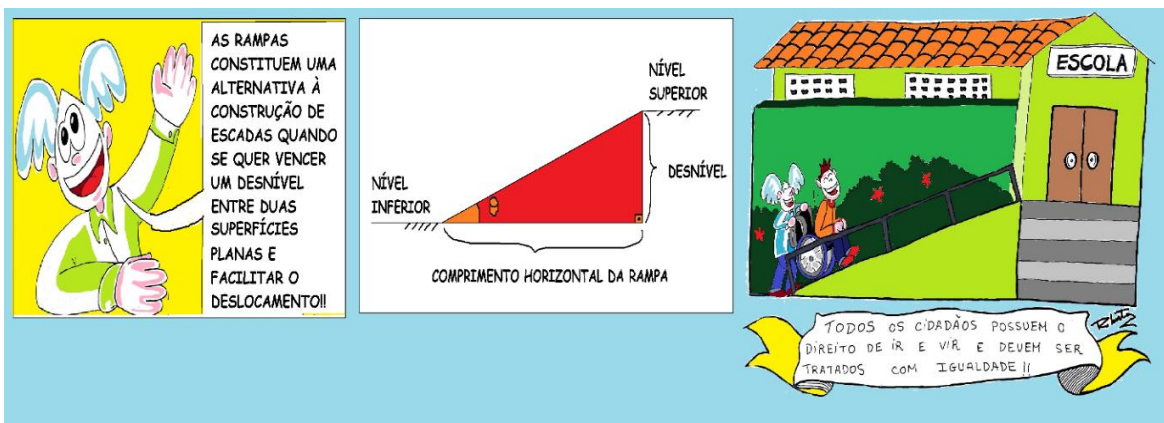 AS RAMPAS
CONSTITUEM UMA
ALTERNATIVA À
CONSTRUÇÃO DE
ESCADAS QUANDO
SE QUER VENCER
UM DESNÍVEL
ENTRE DUAS
SUPERFÍCIES
PLANAS E
FACILITAR O
DESLOCAMENTO!!
NÍVEL
SUPERIOR
DESNÍVEL
NÍVEL
INFERIOR
COMPRIMENTO HORIZONTAL DA RAMPA
ESCOLA
TODOS OS CIDADÃOS POSSUEM O
DIREITO DE IR E VIR E DEVEM SER
TRATADOS COM IGUALDADE!!